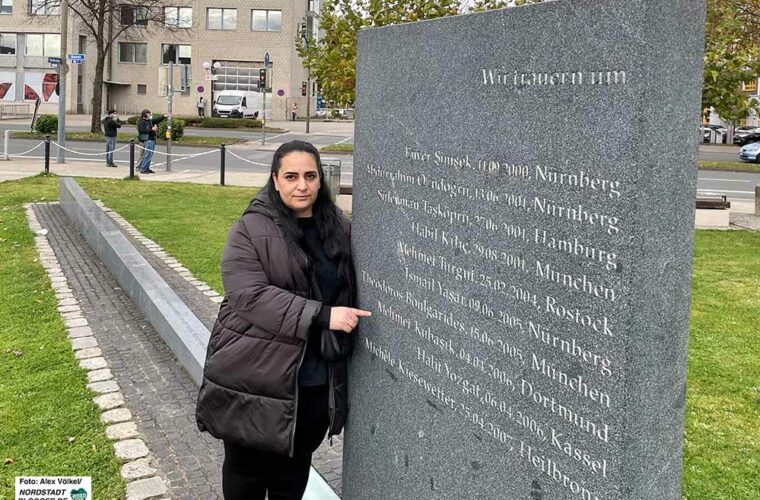 Wir trauern um
Enver Şimşek, 11.09.2000, Nürnberg
Abdurrahim Özüdoğru, 13.06.2001, Nürnberg
Süleyman Taşköprü, 27.06.2001, Hamburg
Habil Kılıç, 29.08.2001, München
Mehmet Turgut, 25.02.2004, Rostock
İsmail Yaşar, 09.06.2005, Nürnberg
Theodoros Boulgarides, 15.06.2005, München
Mehmet Kubaşık, 04.04.2006, Dortmund
Halit Yozgat, 06.04.2006, Kassel
Michèle Kiesewetter, 25.04.2007, Heilbronn
Foto: Alex Völkel
NORDSTADT
BLOGGER.DE